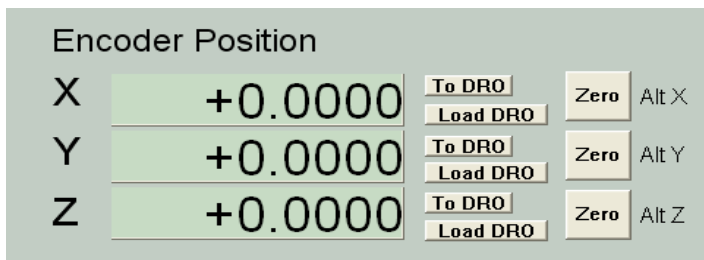 Encoder Position
X +0.0000 To DRO Load DRO Zero Alt X
Y +0.0000 To DRO Load DRO Zero Alt Y
Z +0.0000 To DRO Load DRO Zero Alt Z